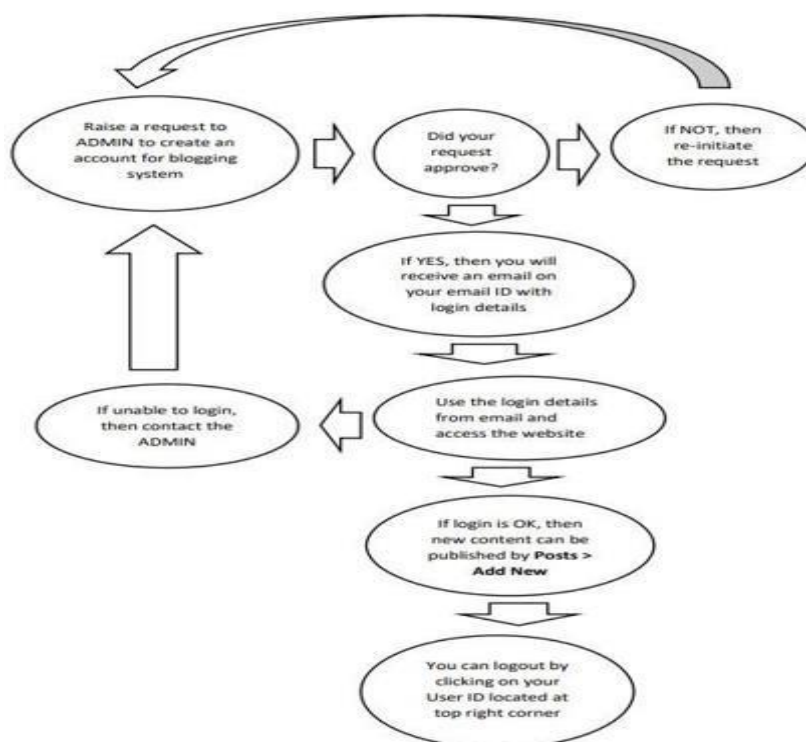 Raise a request to
ADMIN to create an
account for blogging
system
Did your
request
approve?
If NOT, then
re-initiate
the request
If YES, then you will
receive an email on
your email ID with
login details
Use the login details
from email and
access the website
If unable to login,
then contact the
ADMIN
If login is OK, then
new content can be
published by Posts >
Add New
You can logout by
clicking on your
User ID located at
top right corner